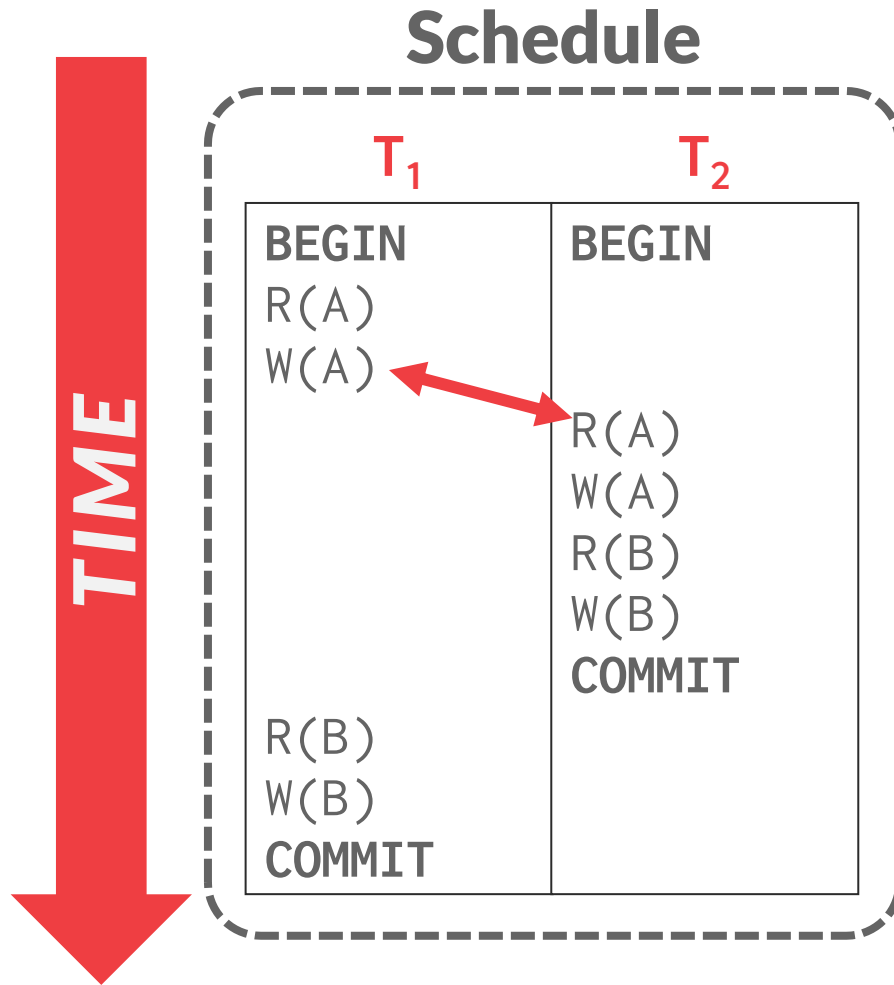 Schedule
TIME
T₁ T₂
BEGIN BEGIN
R(A)
W(A)
R(A)
W(A)
R(B)
W(B)
COMMIT
R(B)
W(B)
COMMIT